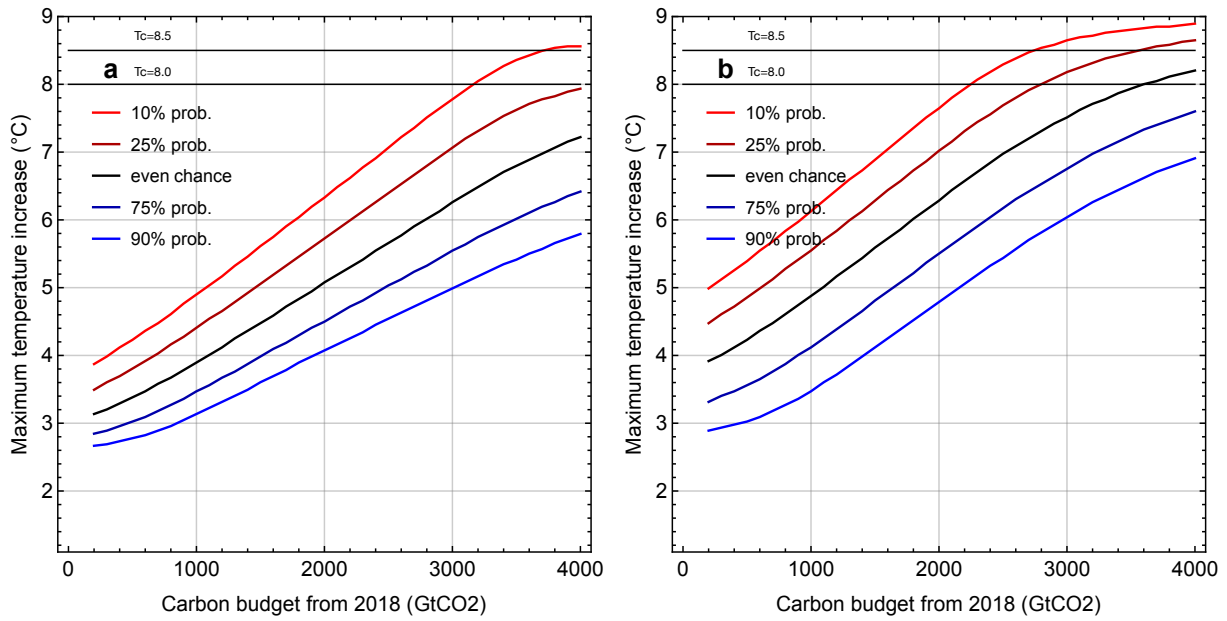 9
8
7
6
5
4
3
2
Maximum temperature increase (°C)
Tc=8.5
a
Tc=8.0
10% prob.
25% prob.
even chance
75% prob.
90% prob.
0 1000 2000 3000 4000
Carbon budget from 2018 (GtCO2)
9
8
7
6
5
4
3
2
Maximum temperature increase (°C)
Tc=8.5
b
Tc=8.0
10% prob.
25% prob.
even chance
75% prob.
90% prob.
0 1000 2000 3000 4000
Carbon budget from 2018 (GtCO2)